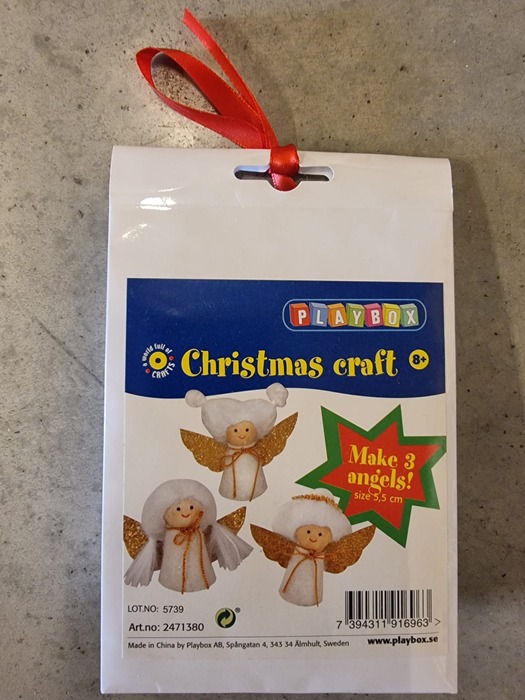 PLAYBOX
a world full of
CRAFTS
Christmas craft 8+
Make 3
angels!
size 5,5 cm
LOT.NO: 5739
Art.no: 2471380
7 394311 916963 >
Made in China by Playbox AB, Spångatan 4, 343 34 Älmhult, Sweden
www.playbox.se